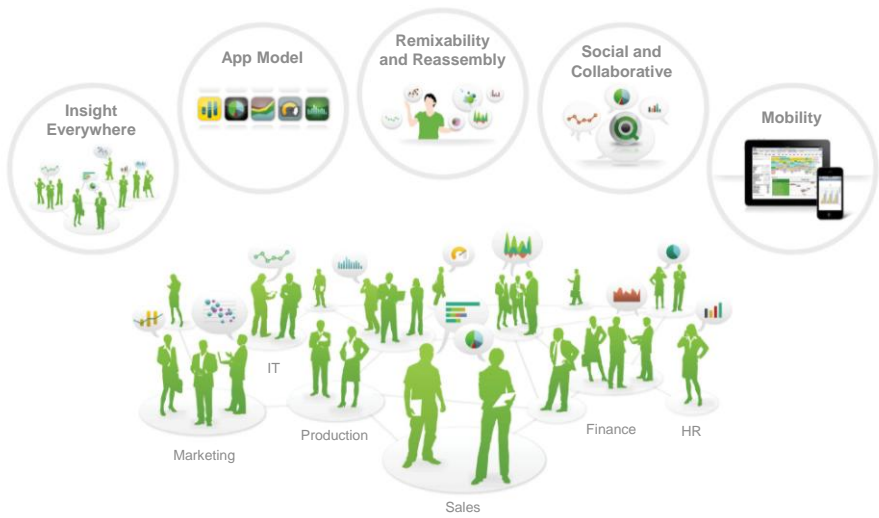 Insight
Everywhere
App Model
Remixability
and Reassembly
Social and
Collaborative
Mobility
IT
Marketing
Production
Sales
Finance
HR